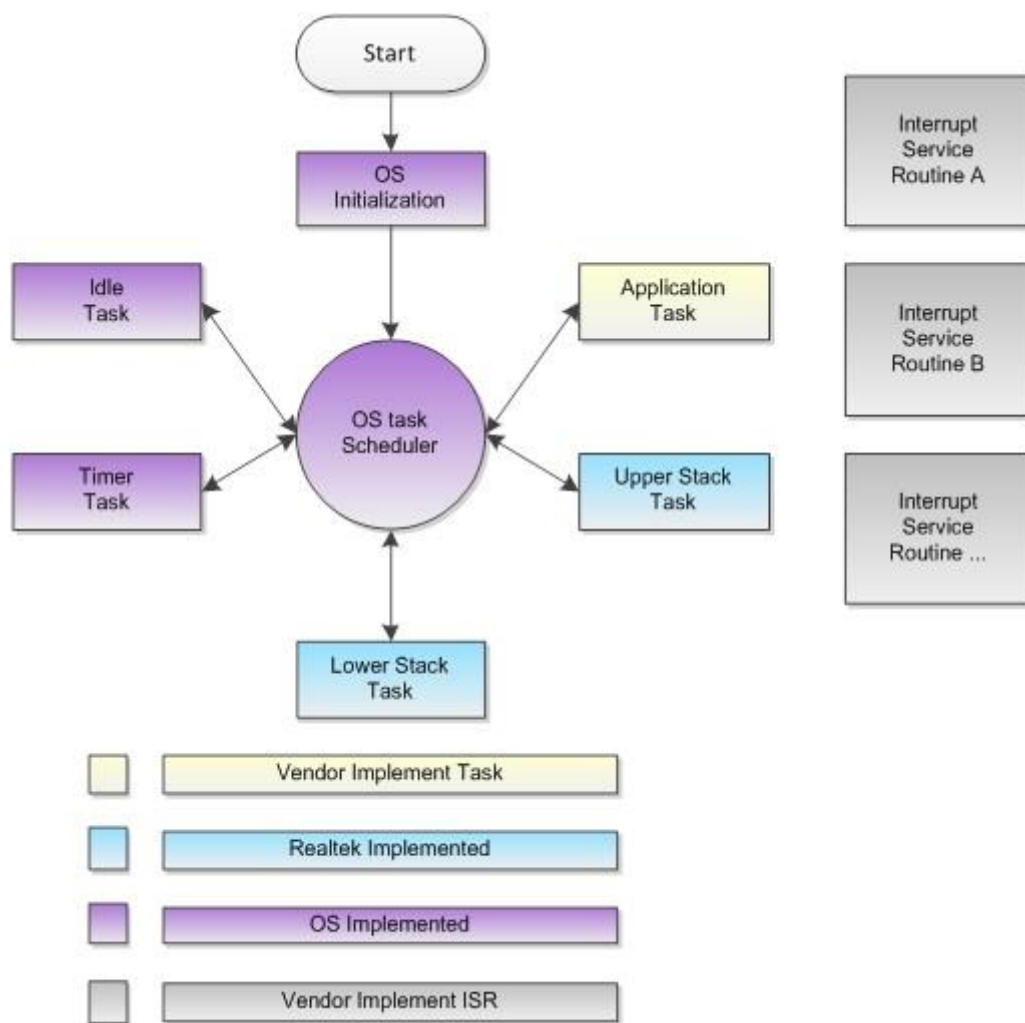 Start
OS
Initialization
Idle
Task
Application
Task
OS task
Scheduler
Timer
Task
Upper Stack
Task
Lower Stack
Task
Interrupt
Service
Routine A
Interrupt
Service
Routine B
Interrupt
Service
Routine ...
Vendor Implement Task
Realtek Implemented
OS Implemented
Vendor Implement ISR